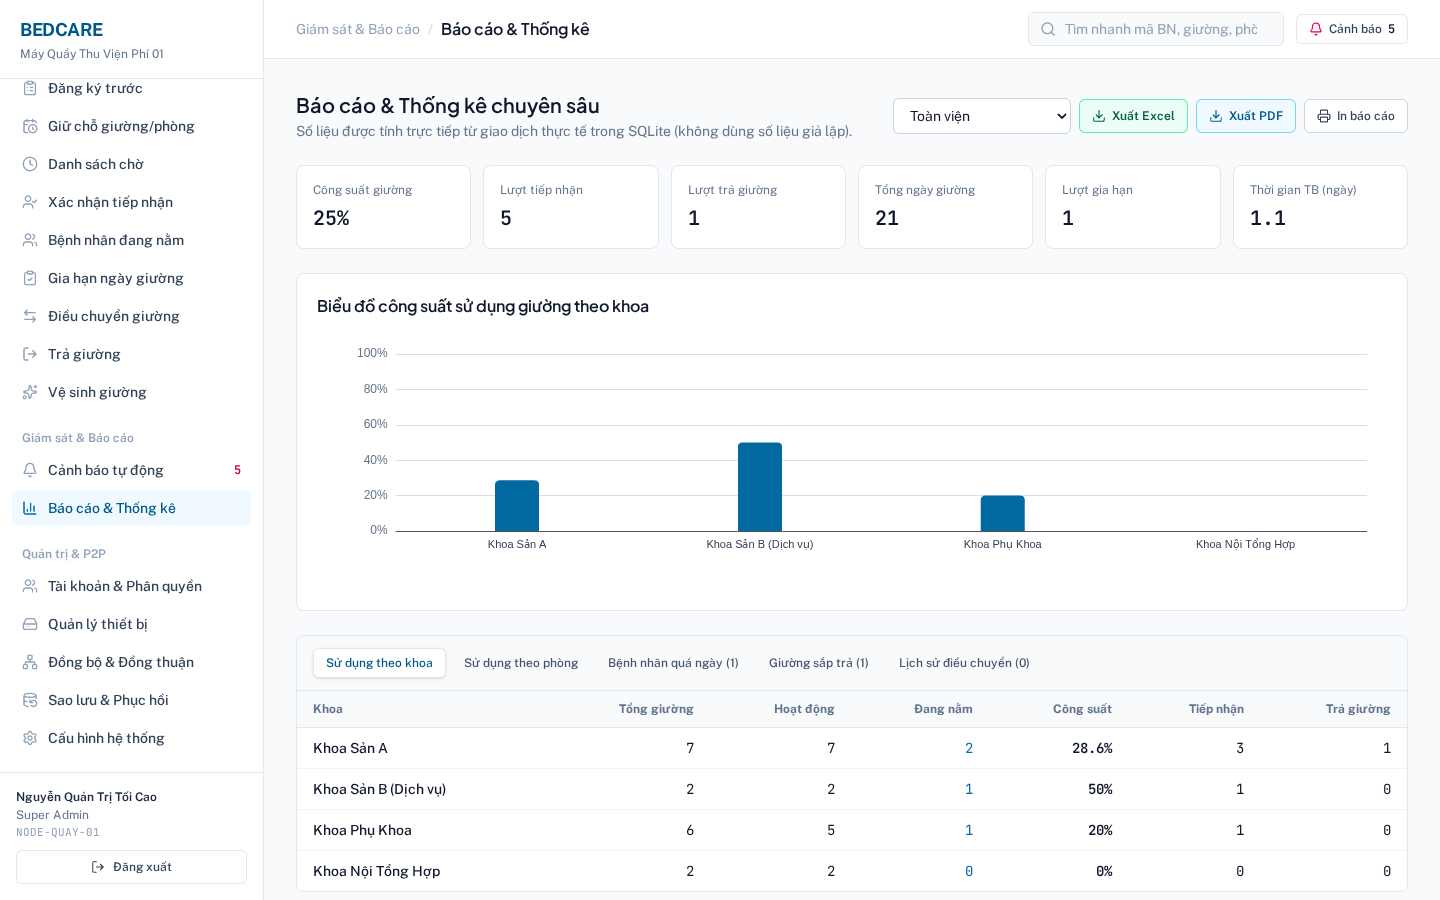 BEDCARE
Máy Quầy Thu Viện Phí 01
Đăng ký trước
Giữ chỗ giường/phòng
Danh sách chờ
Xác nhận tiếp nhận
Bệnh nhân đang nằm
Gia hạn ngày giường
Điều chuyển giường
Trả giường
Vệ sinh giường
Giám sát & Báo cáo
Cảnh báo tự động 5
Báo cáo & Thống kê
Quản trị & P2P
Tài khoản & Phân quyền
Quản lý thiết bị
Đồng bộ & Đồng thuận
Sao lưu & Phục hồi
Cấu hình hệ thống
Nguyễn Quản Trị Tối Cao
Super Admin
NODE-QUAY-01
Đăng xuất
Giám sát & Báo cáo / Báo cáo & Thống kê
Tìm nhanh mã BN, giường, phò
Cảnh báo 5
Báo cáo & Thống kê chuyên sâu
Số liệu được tính trực tiếp từ giao dịch thực tế trong SQLite (không dùng số liệu giả lập).
Toàn viện
Xuất Excel
Xuất PDF
In báo cáo
Công suất giường
25%
Lượt tiếp nhận
5
Lượt trả giường
1
Tổng ngày giường
21
Lượt gia hạn
1
Thời gian TB (ngày)
1.1
Biểu đồ công suất sử dụng giường theo khoa
100%
80%
60%
40%
20%
0%
Khoa Sản A
Khoa Sản B (Dịch vụ)
Khoa Phụ Khoa
Khoa Nội Tổng Hợp
Sử dụng theo khoa
Sử dụng theo phòng
Bệnh nhân quá ngày (1)
Giường sắp trả (1)
Lịch sử điều chuyển (0)
Khoa Tổng giường Hoạt động Đang nằm Công suất Tiếp nhận Trả giường
Khoa Sản A 7 7 2 28.6% 3 1
Khoa Sản B (Dịch vụ) 2 2 1 50% 1 0
Khoa Phụ Khoa 6 5 1 20% 1 0
Khoa Nội Tổng Hợp 2 2 0 0% 0 0